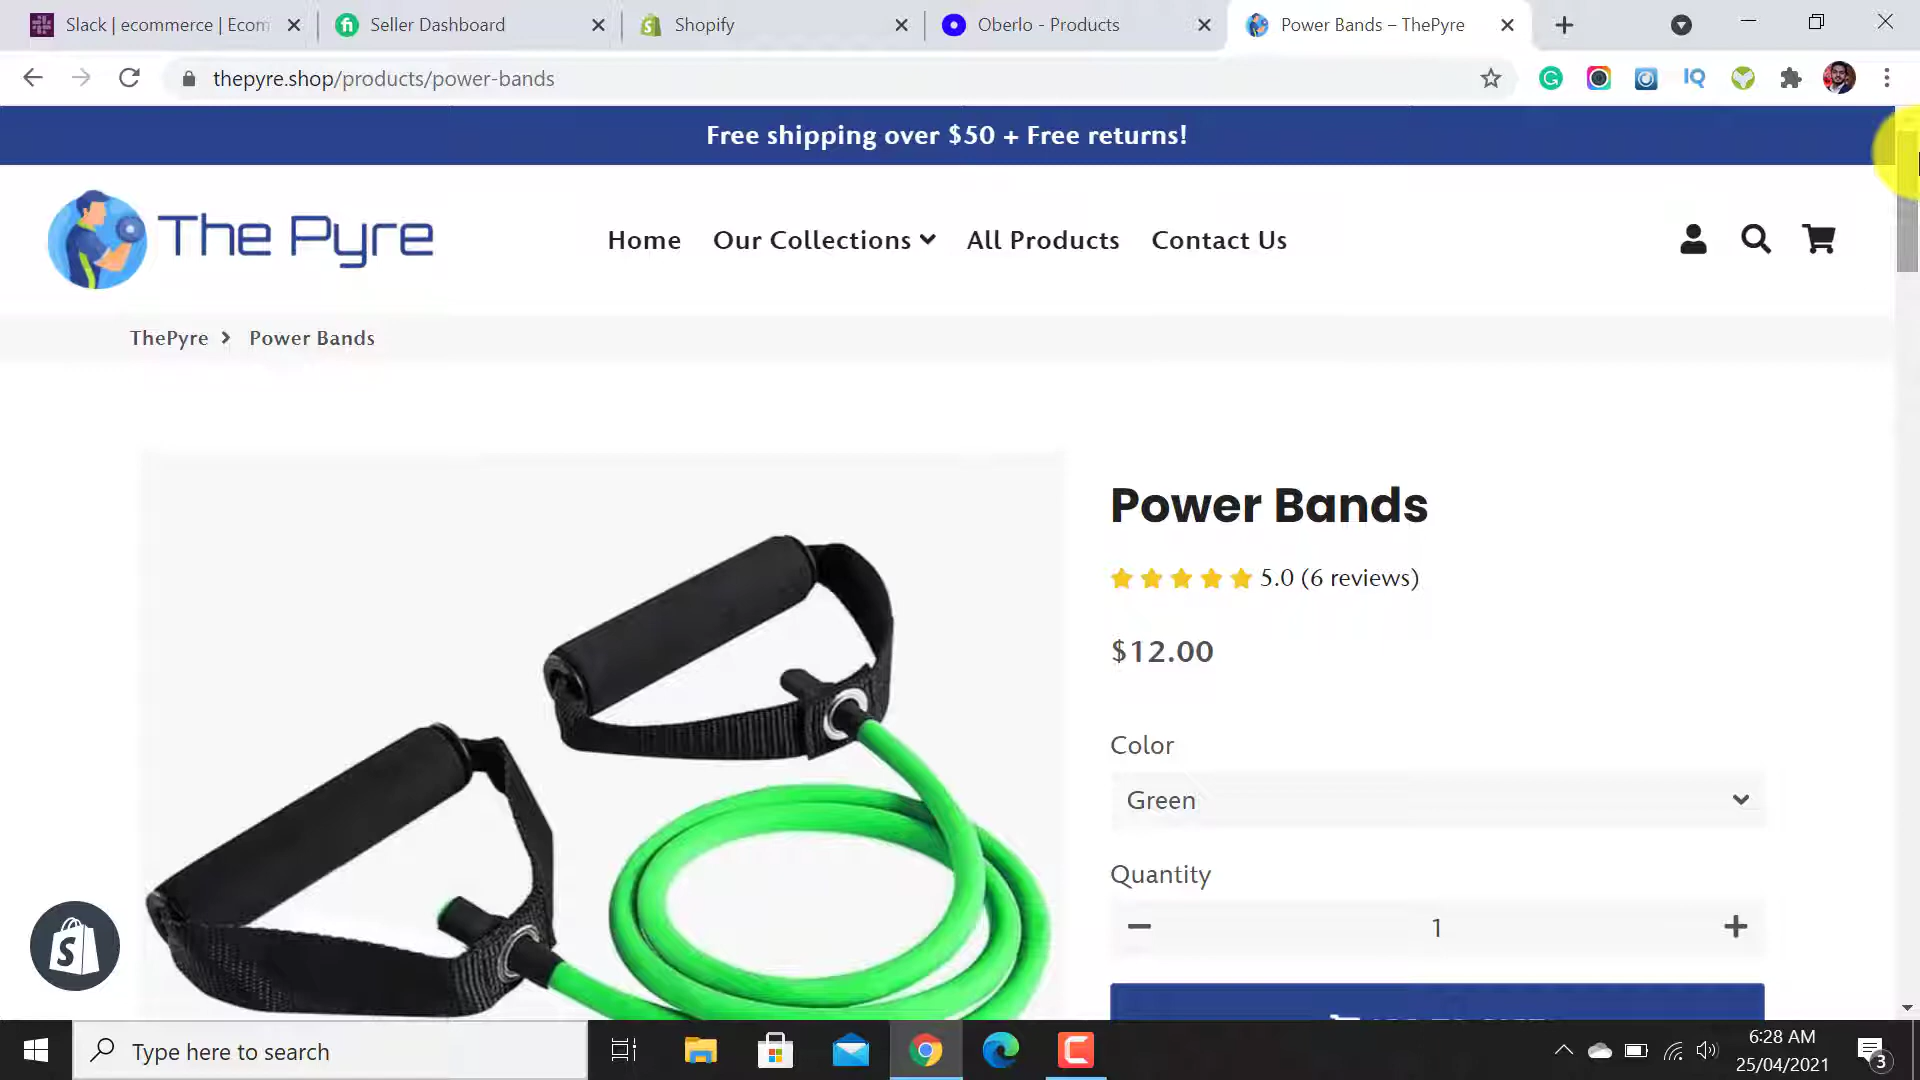 Slack | ecommerce | Ecom
Seller Dashboard
Shopify
Oberlo - Products
Power Bands – ThePyre
thepyre.shop/products/power-bands
IQ
Free shipping over $50 + Free returns!
The Pyre
Home
Our Collections
All Products
Contact Us
ThePyre
Power Bands
Power Bands
5.0 (6 reviews)
$12.00
Color
Green
Quantity
1
Type here to search
6:28 AM
25/04/2021
3